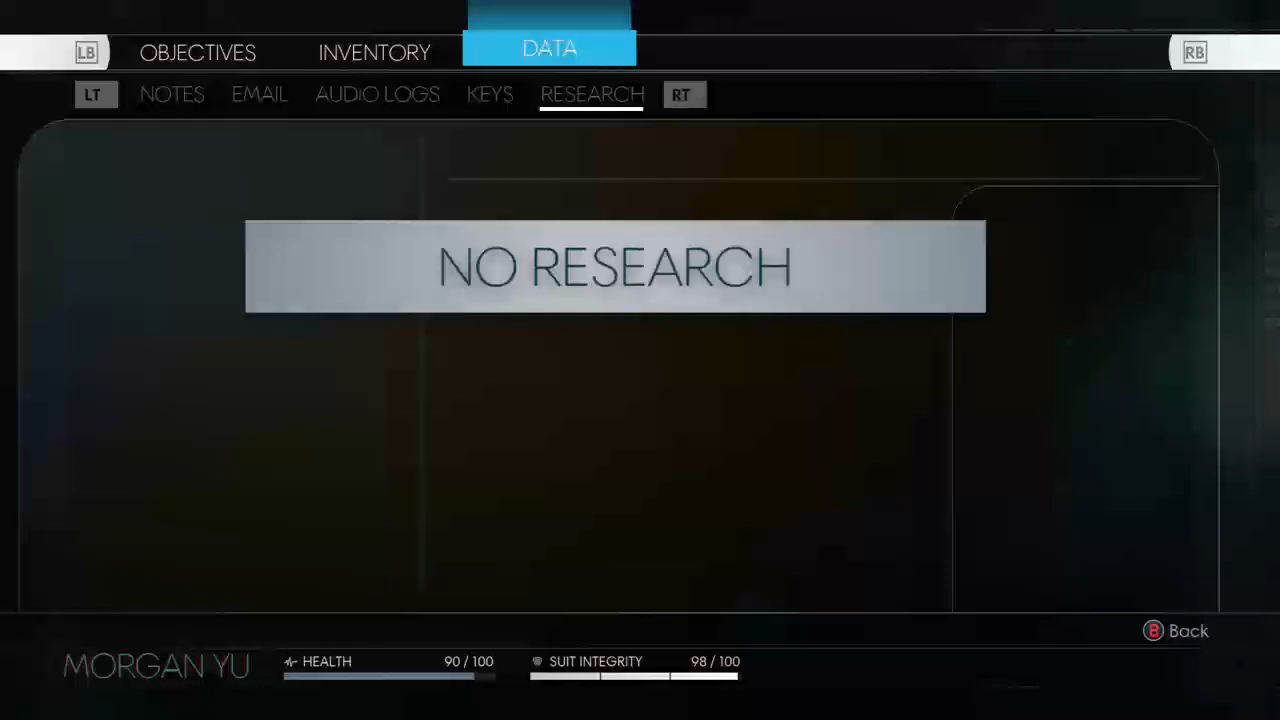 LB OBJECTIVES INVENTORY DATA RB
LT NOTES EMAIL AUDIO LOGS KEYS RESEARCH RT
NO RESEARCH
B Back
MORGAN YU HEALTH 90 / 100 SUIT INTEGRITY 98 / 100